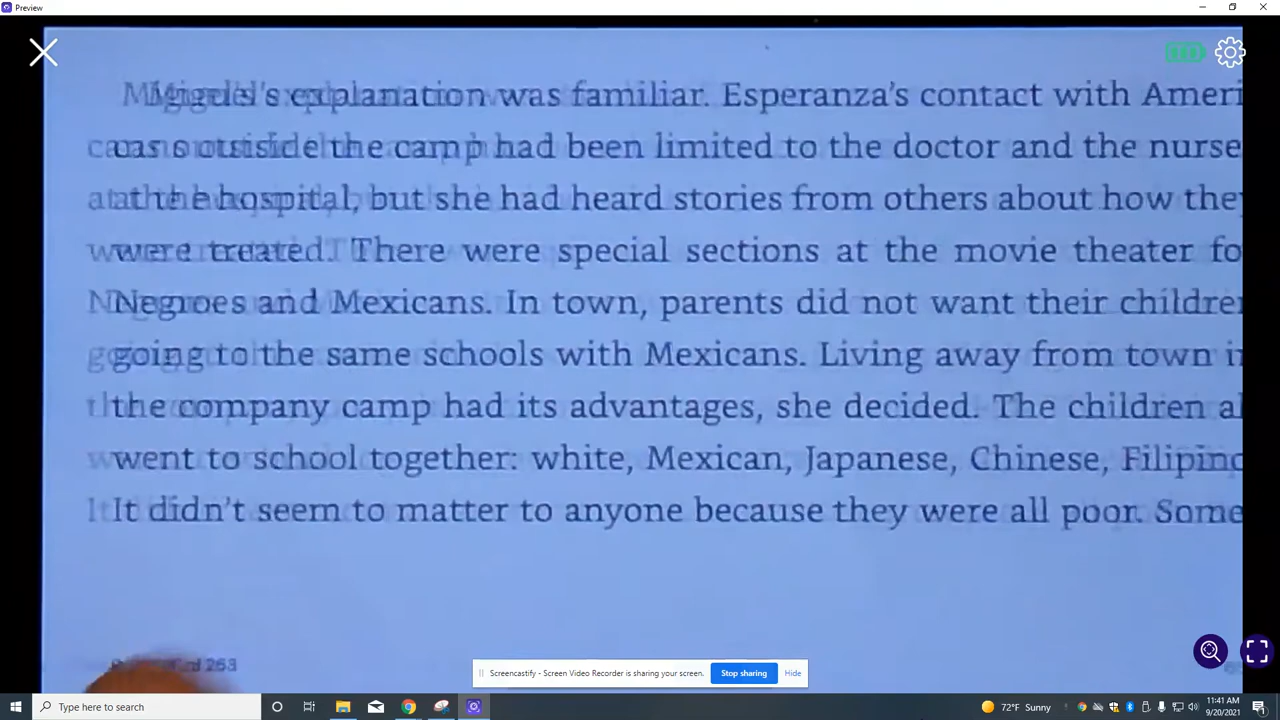 Preview
Miguel's explanation was familiar. Esperanza's contact with Ameri
cans outside the camp had been limited to the doctor and the nurse
at the hospital, but she had heard stories from others about how they
were treated. There were special sections at the movie theater fo
Negroes and Mexicans. In town, parents did not want their children
going to the same schools with Mexicans. Living away from town in
the company camp had its advantages, she decided. The children al
went to school together: white, Mexican, Japanese, Chinese, Filipino
It didn't seem to matter to anyone because they were all poor. Some
263
Screencastify - Screen Video Recorder is sharing your screen. Stop sharing Hide
Type here to search
72°F Sunny
11:41 AM
9/20/2021